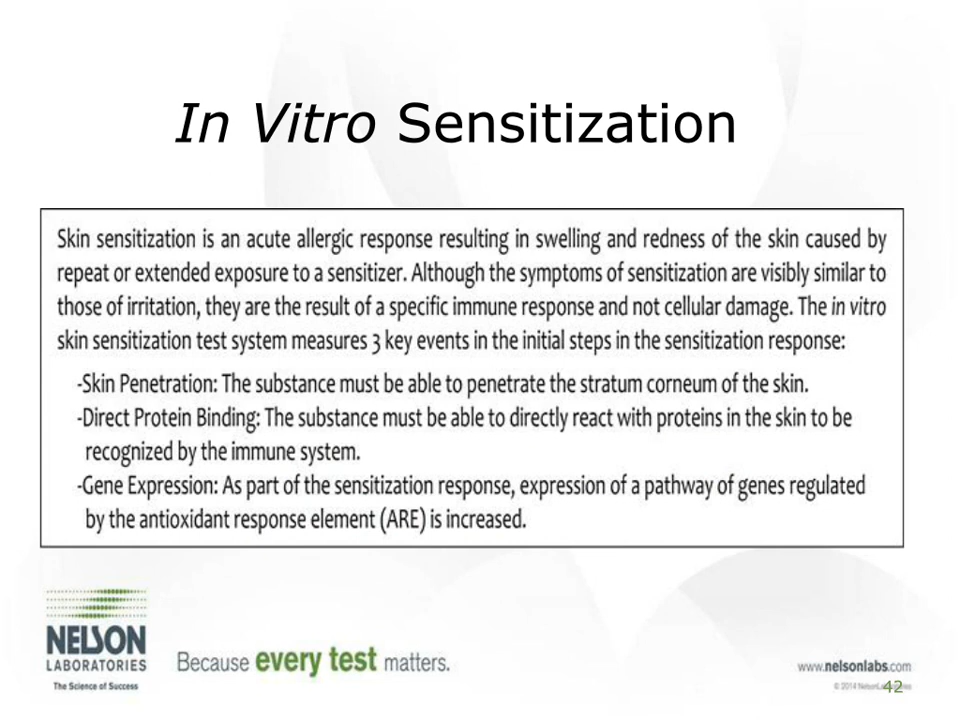 In Vitro Sensitization
Skin sensitization is an acute allergic response resulting in swelling and redness of the skin caused by
repeat or extended exposure to a sensitizer. Although the symptoms of sensitization are visibly similar to
those of irritation, they are the result of a specific immune response and not cellular damage. The in vitro
skin sensitization test system measures 3 key events in the initial steps in the sensitization response:
-Skin Penetration: The substance must be able to penetrate the stratum corneum of the skin.
-Direct Protein Binding: The substance must be able to directly react with proteins in the skin to be
recognized by the immune system.
-Gene Expression: As part of the sensitization response, expression of a pathway of genes regulated
by the antioxidant response element (ARE) is increased.
NELSON
LABORATORIES
The Science of Success
Because every test matters.
www.nelsonlabs.com
© 2014 NelsonLaboratories
42